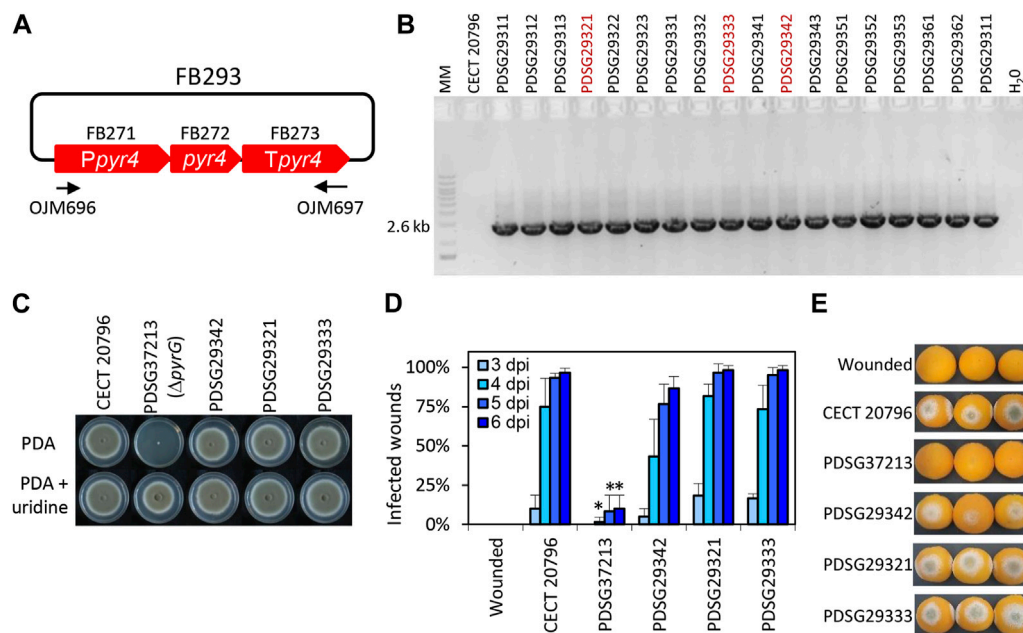 A
FB293
FB271 FB272 FB273
Ppyr4 pyr4 Tpyr4
OJM696 OJM697
B
MM
CECT 20796
PDSG29311
PDSG29312
PDSG29313
PDSG29321
PDSG29322
PDSG29323
PDSG29331
PDSG29332
PDSG29333
PDSG29341
PDSG29342
PDSG29343
PDSG29351
PDSG29352
PDSG29353
PDSG29361
PDSG29362
PDSG29311
H₂0
2.6 kb
C
CECT 20796
PDSG37213
(ΔpyrG)
PDSG29342
PDSG29321
PDSG29333
PDA
PDA +
uridine
D
Infected wounds
100%
75%
50%
25%
0%
3 dpi
4 dpi
5 dpi
6 dpi
* **
Wounded
CECT 20796
PDSG37213
PDSG29342
PDSG29321
PDSG29333
E
Wounded
CECT 20796
PDSG37213
PDSG29342
PDSG29321
PDSG29333